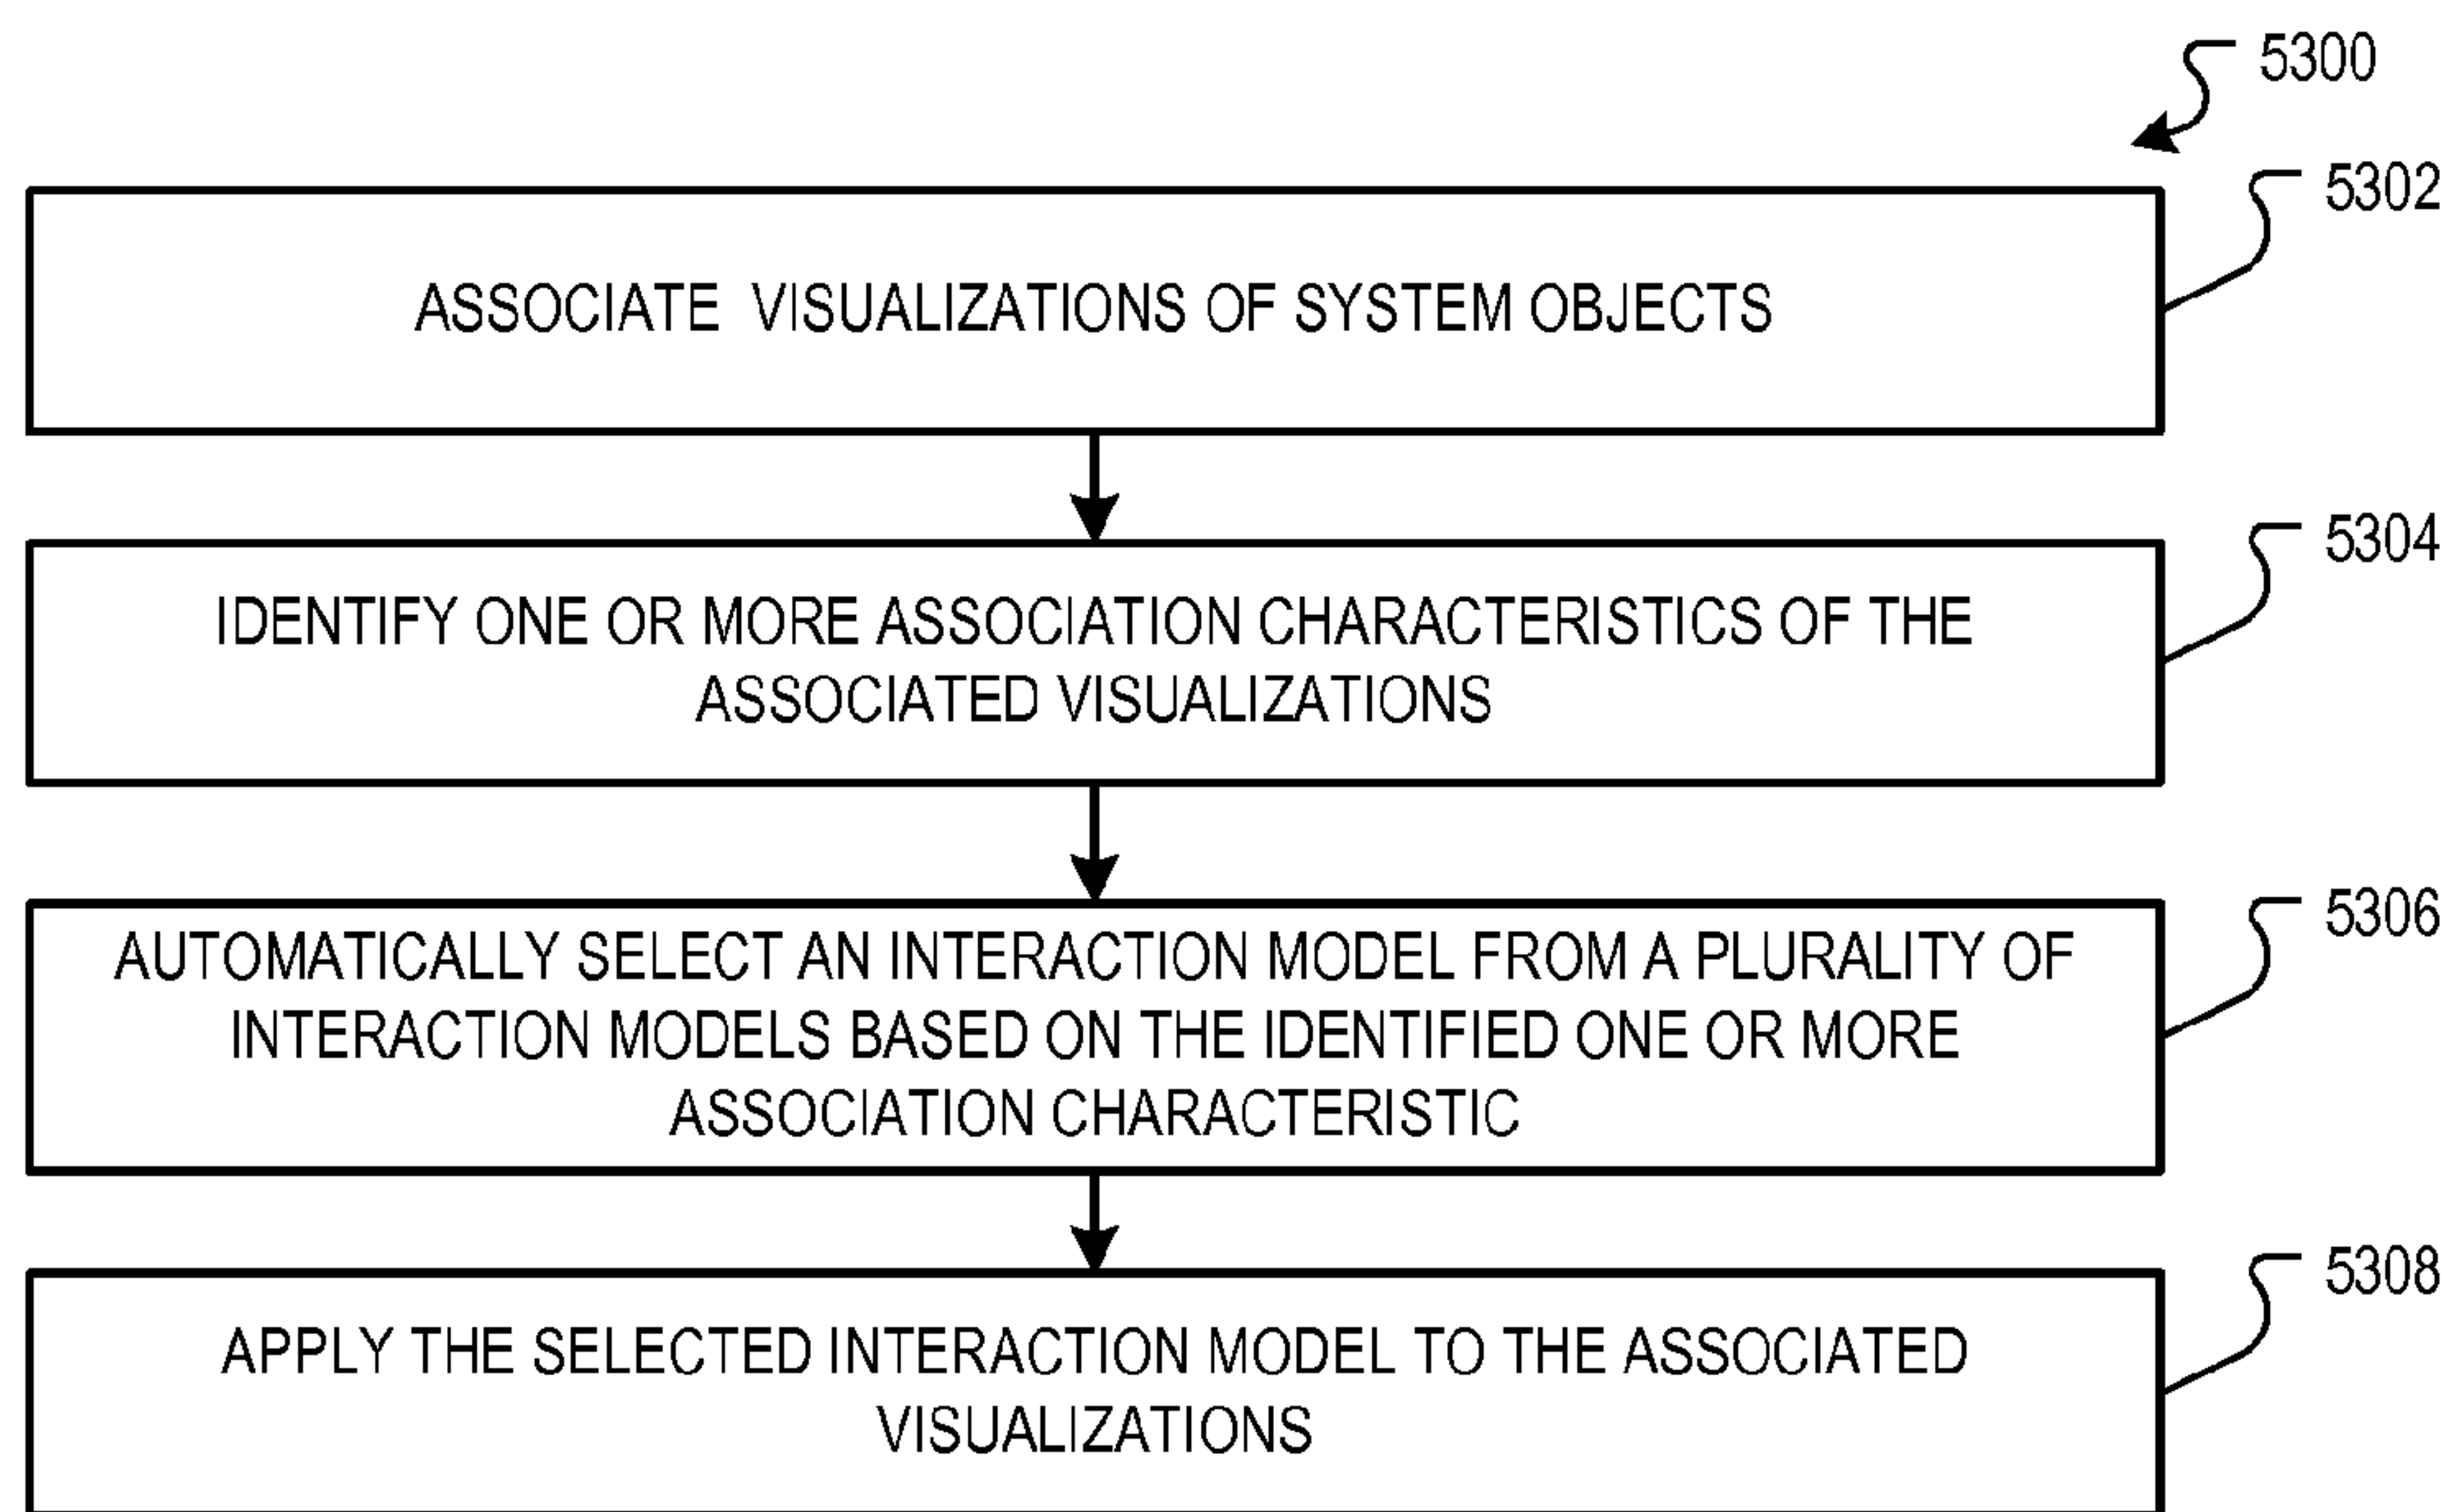 5300
5302
ASSOCIATE VISUALIZATIONS OF SYSTEM OBJECTS
5304
IDENTIFY ONE OR MORE ASSOCIATION CHARACTERISTICS OF THE
ASSOCIATED VISUALIZATIONS
5306
AUTOMATICALLY SELECT AN INTERACTION MODEL FROM A PLURALITY OF
INTERACTION MODELS BASED ON THE IDENTIFIED ONE OR MORE
ASSOCIATION CHARACTERISTIC
5308
APPLY THE SELECTED INTERACTION MODEL TO THE ASSOCIATED
VISUALIZATIONS